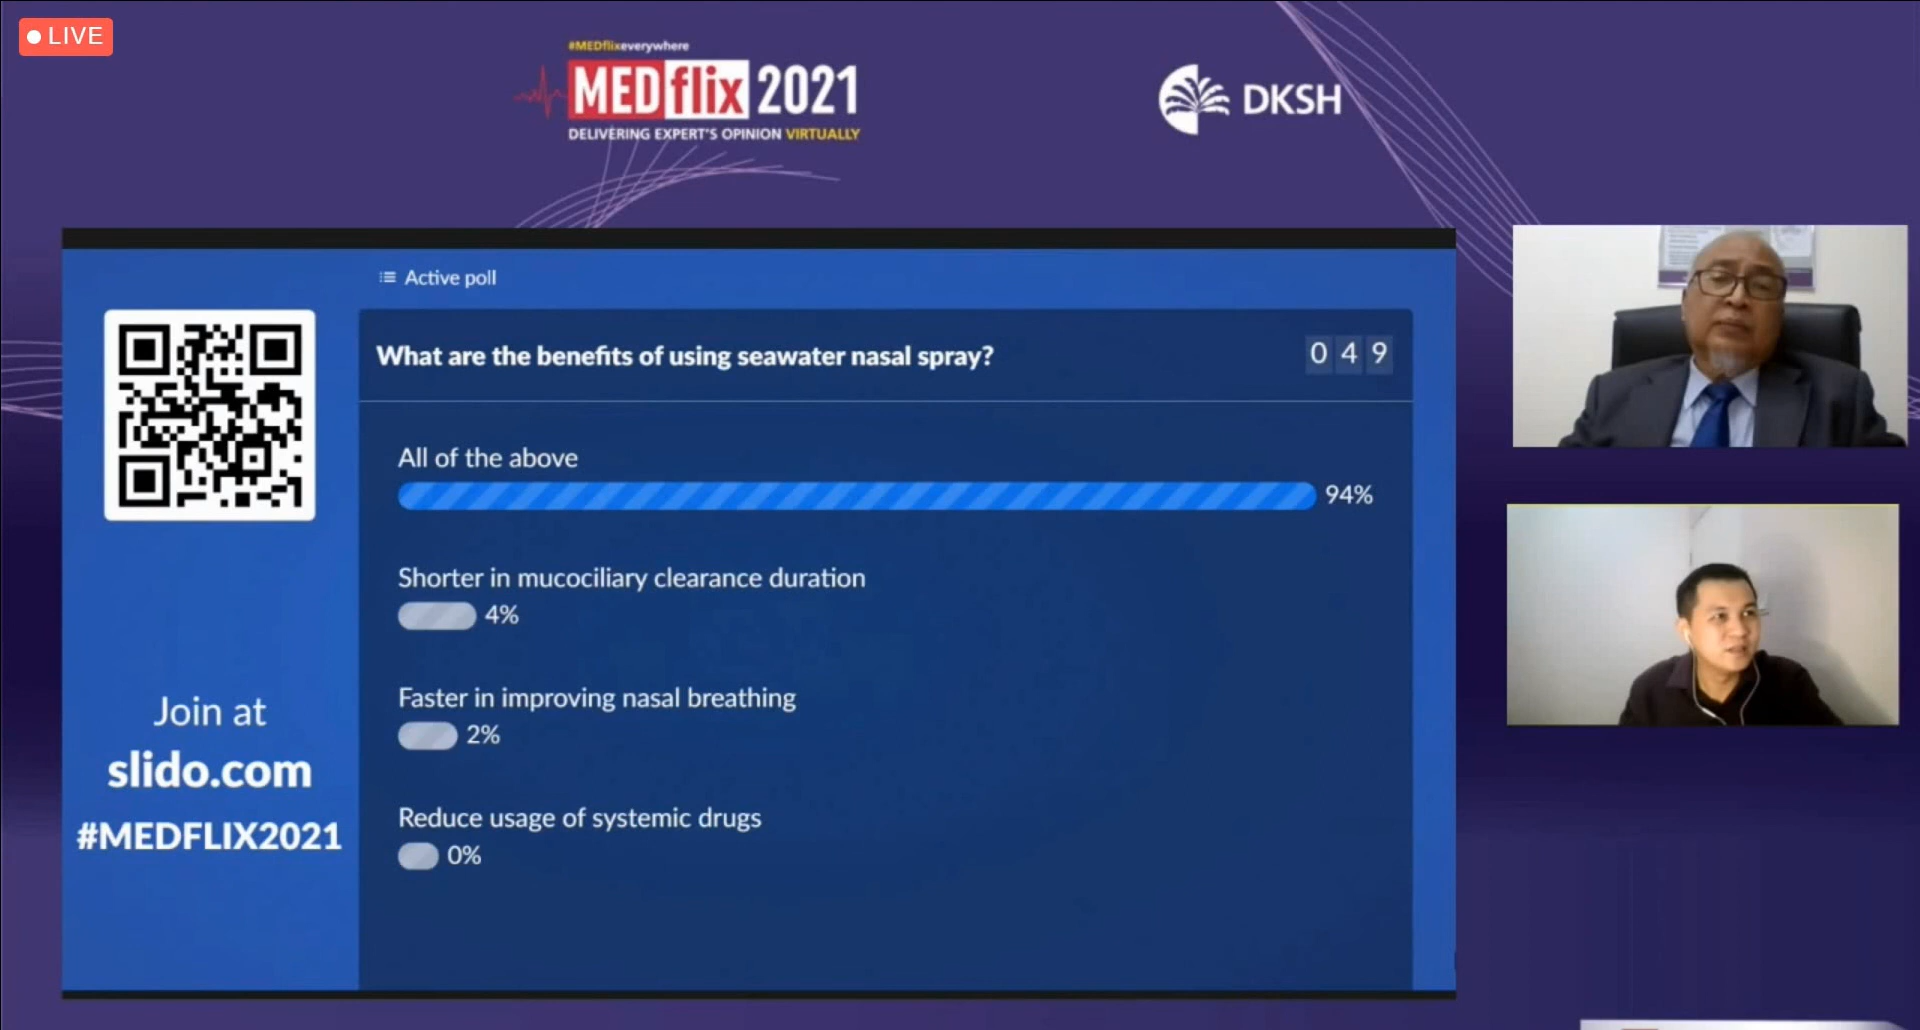 LIVE
#MEDflixeverywhere
MEDflix 2021
DELIVERING EXPERT'S OPINION VIRTUALLY
DKSH
Active poll
What are the benefits of using seawater nasal spray?
0 4 9
All of the above
94%
Shorter in mucociliary clearance duration
4%
Faster in improving nasal breathing
2%
Reduce usage of systemic drugs
0%
Join at
slido.com
#MEDFLIX2021